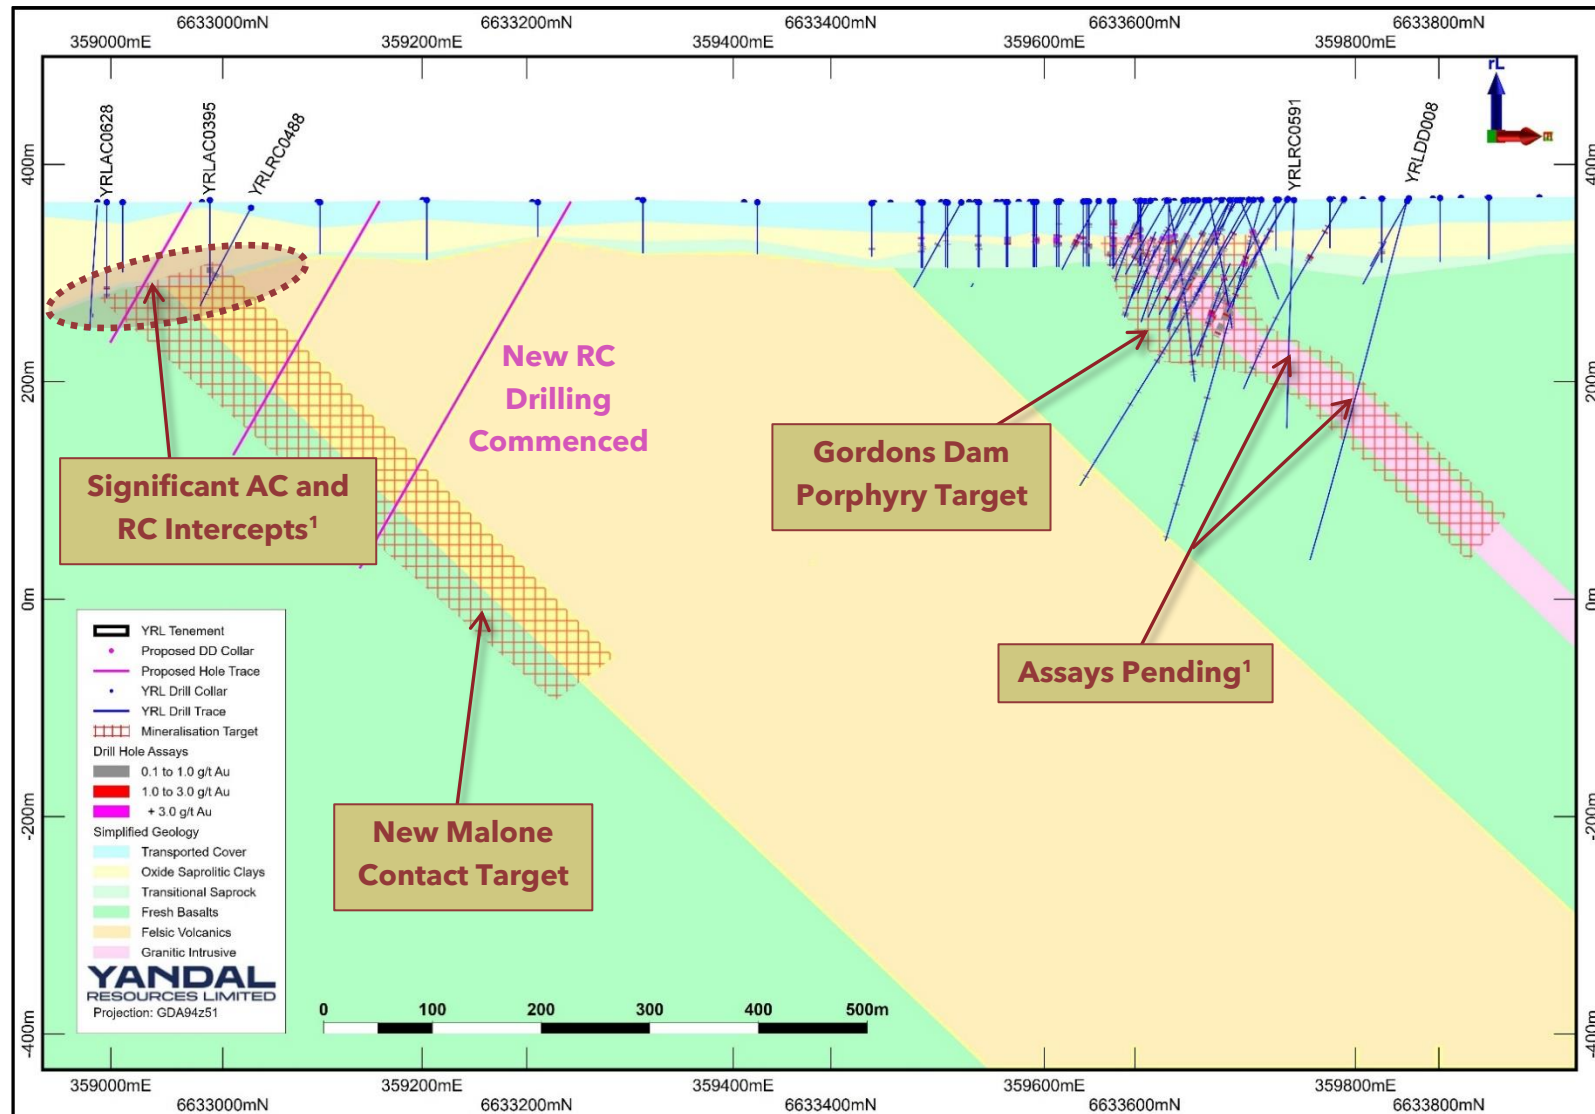 6633000mN 6633200mN 6633400mN 6633600mN 6633800mN
359000mE 359200mE 359400mE 359600mE 359800mE
rL
E
YRLAC0628
YRLAC0395
YRLRC0488
YRLRC0591
YRLDD008
400m
400m
200m
200m
0m
0m
-200m
-200m
-400m
-400m
New RC
Drilling
Commenced
Significant AC and
RC Intercepts¹
Gordons Dam
Porphyry Target
Assays Pending¹
New Malone
Contact Target
YRL Tenement
Proposed DD Collar
Proposed Hole Trace
YRL Drill Collar
YRL Drill Trace
Mineralisation Target
Drill Hole Assays
0.1 to 1.0 g/t Au
1.0 to 3.0 g/t Au
+ 3.0 g/t Au
Simplified Geology
Transported Cover
Oxide Saprolitic Clays
Transitional Saprock
Fresh Basalts
Felsic Volcanics
Granitic Intrusive
YANDAL
RESOURCES LIMITED
Projection: GDA94z51
0 100 200 300 400 500m
359000mE 359200mE 359400mE 359600mE 359800mE
6633000mN 6633200mN 6633400mN 6633600mN 6633800mN